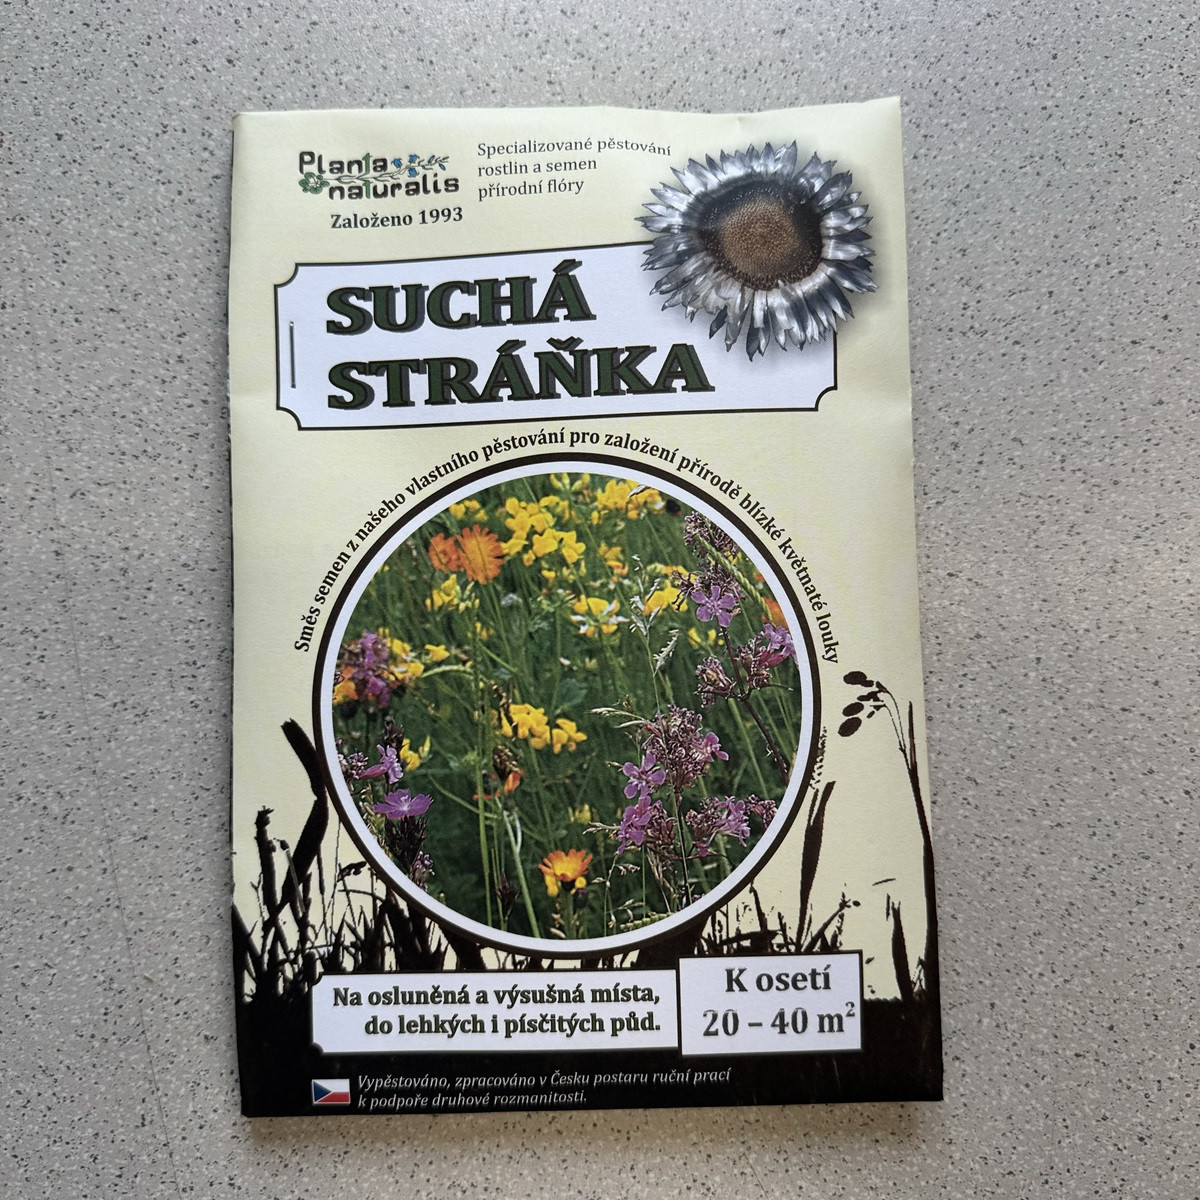 Planta
naturalis
Založeno 1993
Specializované pěstování
rostlin a semen
přírodní flóry
SUCHÁ
STRÁŇKA
Směs semen z našeho vlastního pěstování pro založení přírodě blízké květnaté louky
Na osluněná a výsušná místa,
do lehkých i písčitých půd.
K osetí
20 – 40 m²
Vypěstováno, zpracováno v Česku postaru ruční prací
k podpoře druhové rozmanitosti.